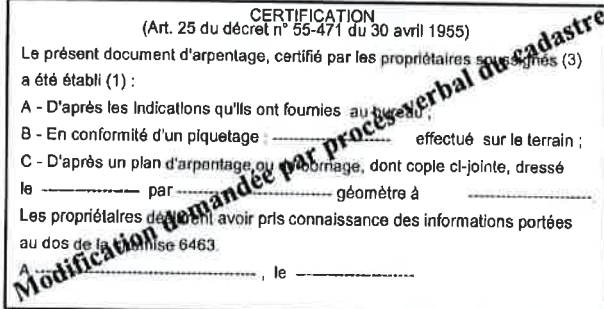 CERTIFICATION
(Art. 25 du décret n° 55-471 du 30 avril 1955)
Le présent document d'arpentage, certifié par les propriétaires soussignés (3)
a été établi (1) :
A - D'après les indications qu'ils ont fournies au bureau ;
B - En conformité d'un piquetage : ---------------------- effectué sur le terrain ;
C - D'après un plan d'arpentage ou de bornage, dont copie ci-jointe, dressé
le ---------------- par ---------------------- géomètre à ----------------------
Les propriétaires déclarent avoir pris connaissance des informations portées
au dos de la chemise 6463.
A ------------------------------, le ----------------------
Modification demandée par procès-verbal du cadastre